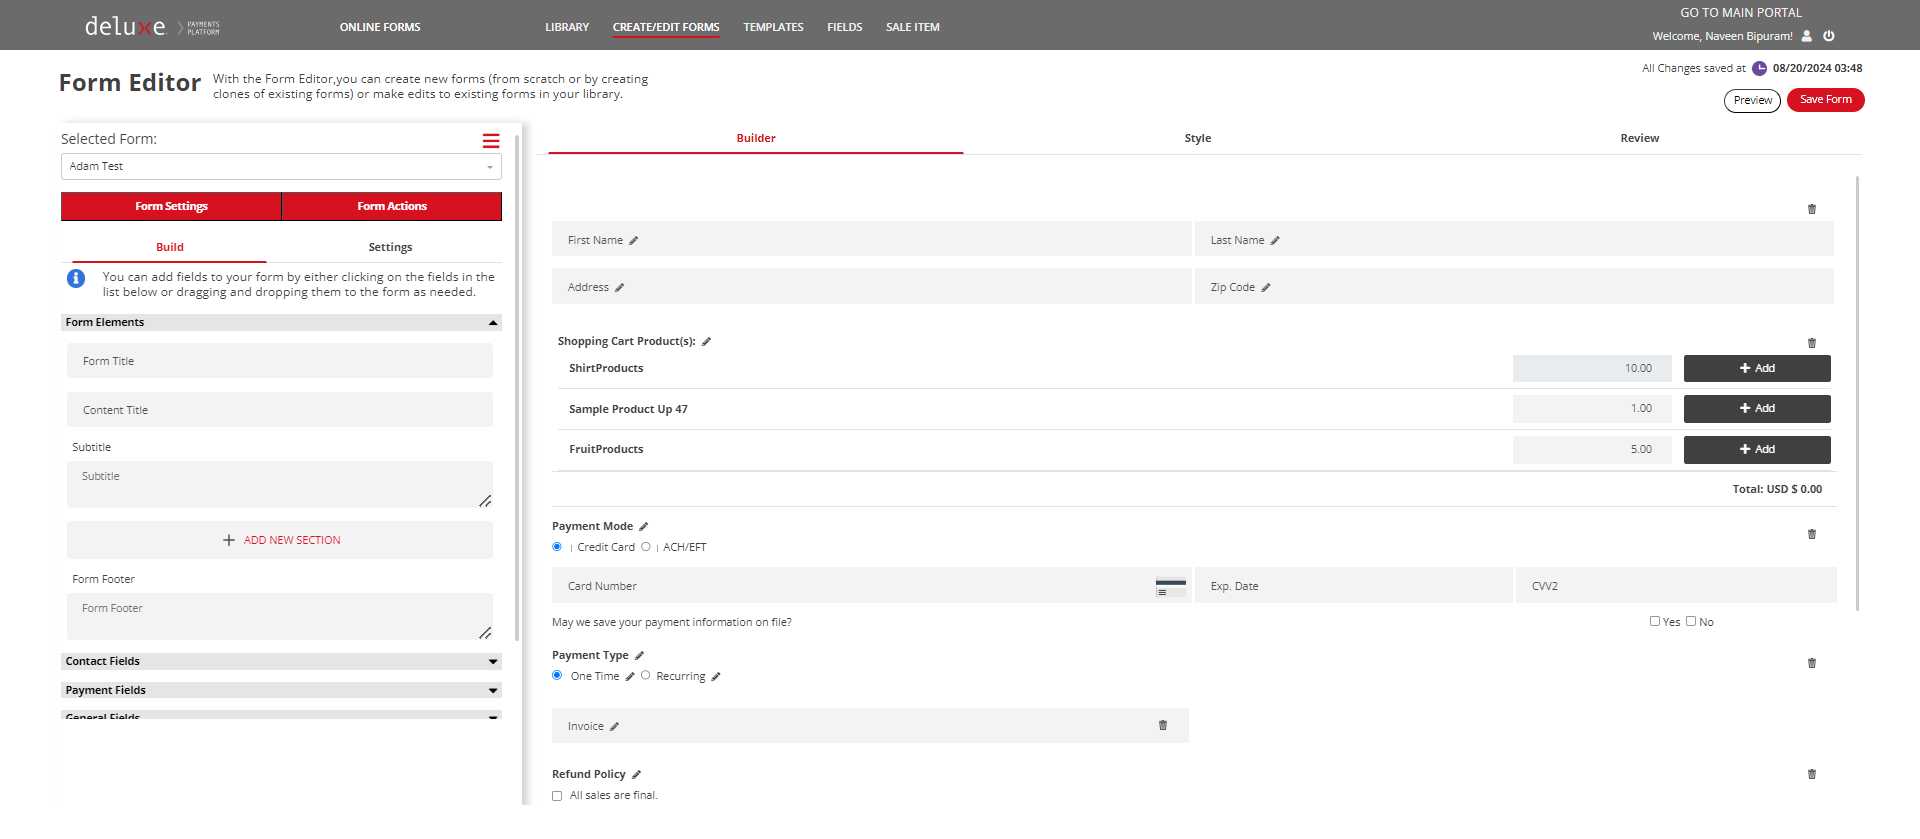 deluxe PAYMENTS PLATFORM
ONLINE FORMS
LIBRARY CREATE/EDIT FORMS TEMPLATES FIELDS SALE ITEM
GO TO MAIN PORTAL
Welcome, Naveen Bipuram!
Form Editor
With the Form Editor,you can create new forms (from scratch or by creating
clones of existing forms) or make edits to existing forms in your library.
All Changes saved at 08/20/2024 03:48
Preview Save Form
Selected Form:
Adam Test
Form Settings Form Actions
Build Settings
You can add fields to your form by either clicking on the fields in the
list below or dragging and dropping them to the form as needed.
Form Elements
Form Title
Content Title
Subtitle
Subtitle
ADD NEW SECTION
Form Footer
Form Footer
Contact Fields
Payment Fields
General Fields
Builder Style Review
First Name Last Name
Address Zip Code
Shopping Cart Product(s):
ShirtProducts 10.00 + Add
Sample Product Up 47 1.00 + Add
FruitProducts 5.00 + Add
Total: USD $ 0.00
Payment Mode
| Credit Card | ACH/EFT
Card Number Exp. Date CVV2
May we save your payment information on file? Yes No
Payment Type
One Time Recurring
Invoice
Refund Policy
All sales are final.